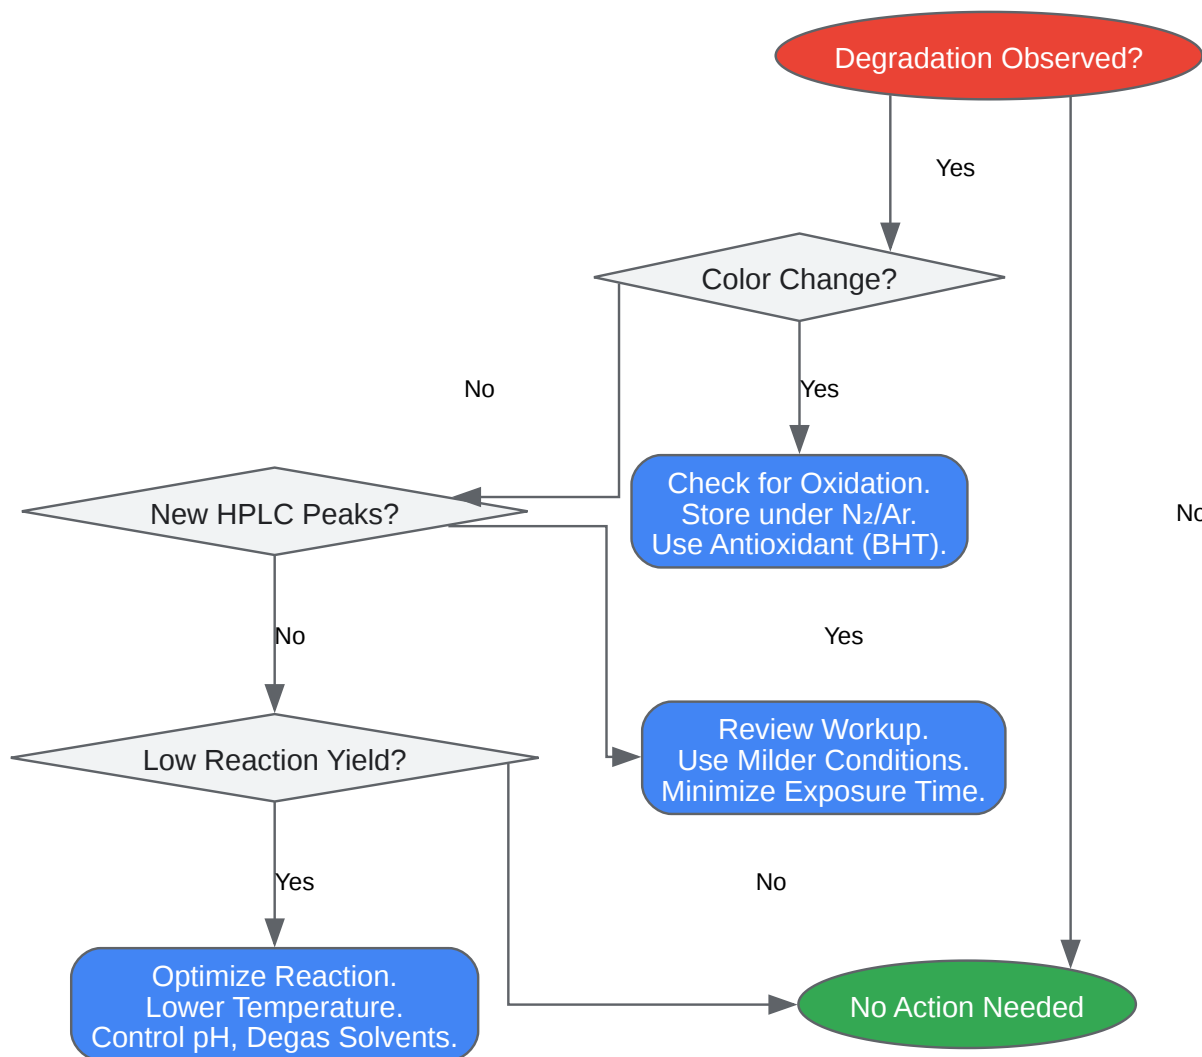 Degradation Observed?
Yes
Color Change?
No
Yes
Check for Oxidation.
Store under N₂/Ar.
Use Antioxidant (BHT).
New HPLC Peaks?
No
No
Yes
Review Workup.
Use Milder Conditions.
Minimize Exposure Time.
Low Reaction Yield?
Yes
No
Optimize Reaction.
Lower Temperature.
Control pH, Degas Solvents.
No Action Needed